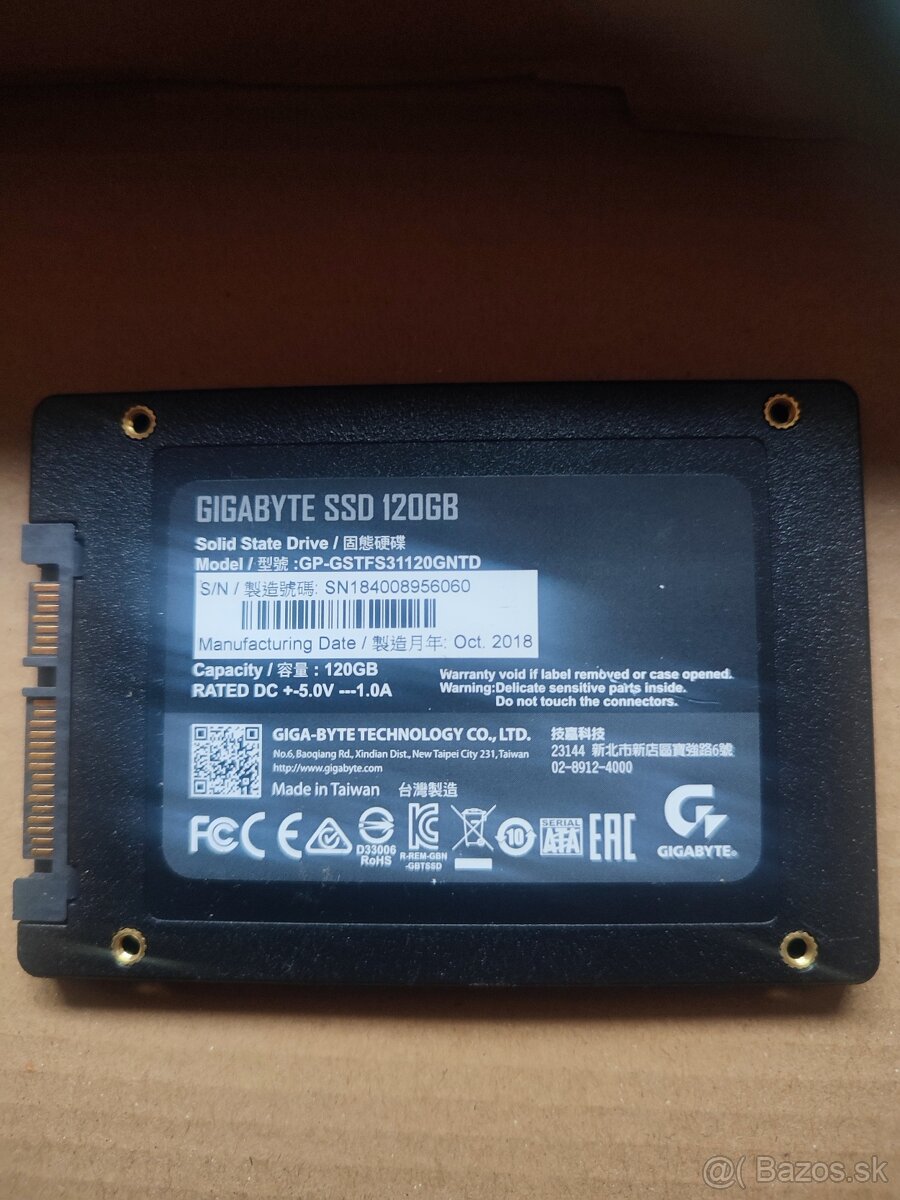 GIGABYTE SSD 120GB
Solid State Drive / 固態硬碟
Model / 型號 :GP-GSTFS31120GNTD
S/N / 製造號碼: SN184008956060
Manufacturing Date / 製造月年: Oct. 2018
Capacity / 容量 : 120GB
RATED DC +-5.0V ---1.0A
Warranty void if label removed or case opened.
Warning:Delicate sensitive parts inside.
Do not touch the connectors.
GIGA-BYTE TECHNOLOGY CO., LTD.
No.6, Baoqiang Rd., Xindian Dist., New Taipei City 231, Taiwan
http://www.gigabyte.com
Made in Taiwan 台灣製造
技嘉科技
23144 新北市新店區寶強路6號
02-8912-4000
FC CE
D33006
RoHS
R-REM-GBN
-GBTSSD
10
SERIAL
ATA
EAC
GIGABYTE
@( Bazos.sk